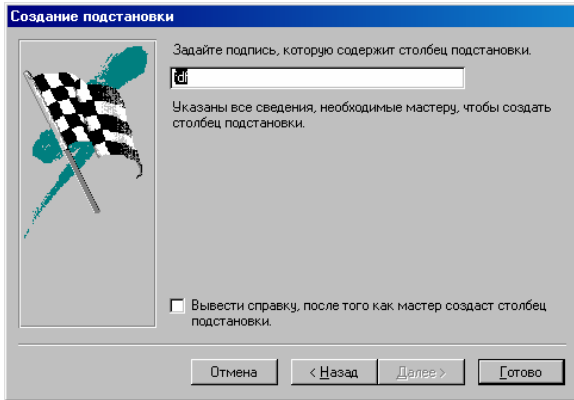 Создание подстановки
Задайте подпись, которую содержит столбец подстановки.
fdf
Указаны все сведения, необходимые мастеру, чтобы создать
столбец подстановки.
Вывести справку, после того как мастер создаст столбец
подстановки.
Отмена < Назад Далее > Готово